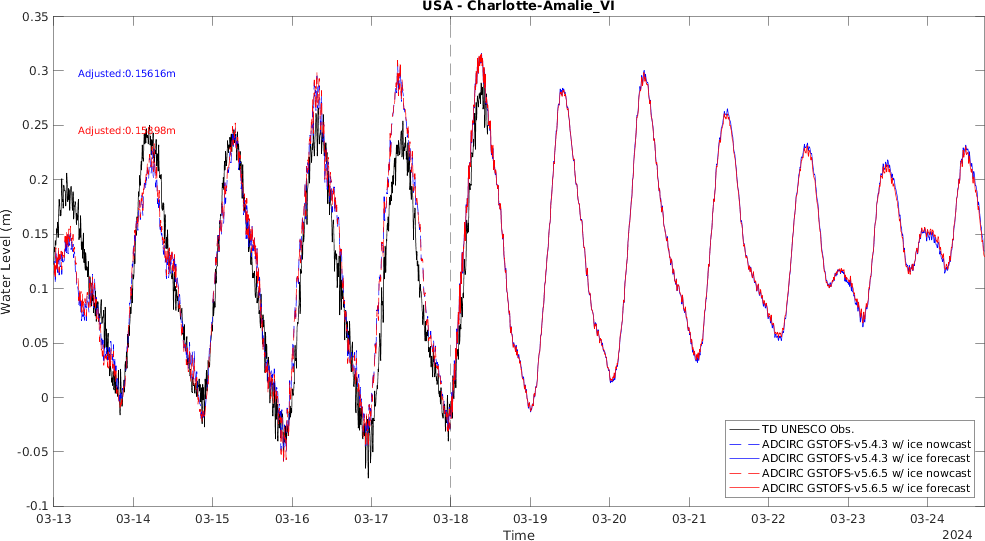 USA - Charlotte-Amalie_VI
0.35
0.3
0.25
0.2
0.15
0.1
0.05
0
-0.05
-0.1
Water Level (m)
Adjusted:0.15616m
Adjusted:0.15898m
TD UNESCO Obs.
ADCIRC GSTOFS-v5.4.3 w/ ice nowcast
ADCIRC GSTOFS-v5.4.3 w/ ice forecast
ADCIRC GSTOFS-v5.6.5 w/ ice nowcast
ADCIRC GSTOFS-v5.6.5 w/ ice forecast
03-13 03-14 03-15 03-16 03-17 03-18 03-19 03-20 03-21 03-22 03-23 03-24
Time
2024